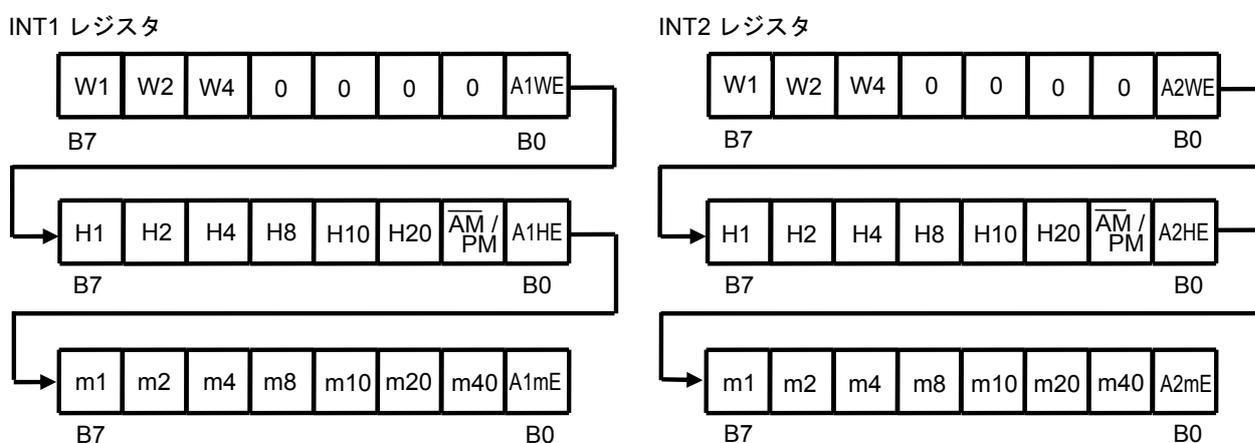 INT1 レジスタ
W1 W2 W4 0 0 0 0 A1WE
B7 B0
H1 H2 H4 H8 H10 H20 AM / PM A1HE
B7 B0
m1 m2 m4 m8 m10 m20 m40 A1mE
B7 B0
INT2 レジスタ
W1 W2 W4 0 0 0 0 A2WE
B7 B0
H1 H2 H4 H8 H10 H20 AM / PM A2HE
B7 B0
m1 m2 m4 m8 m10 m20 m40 A2mE
B7 B0